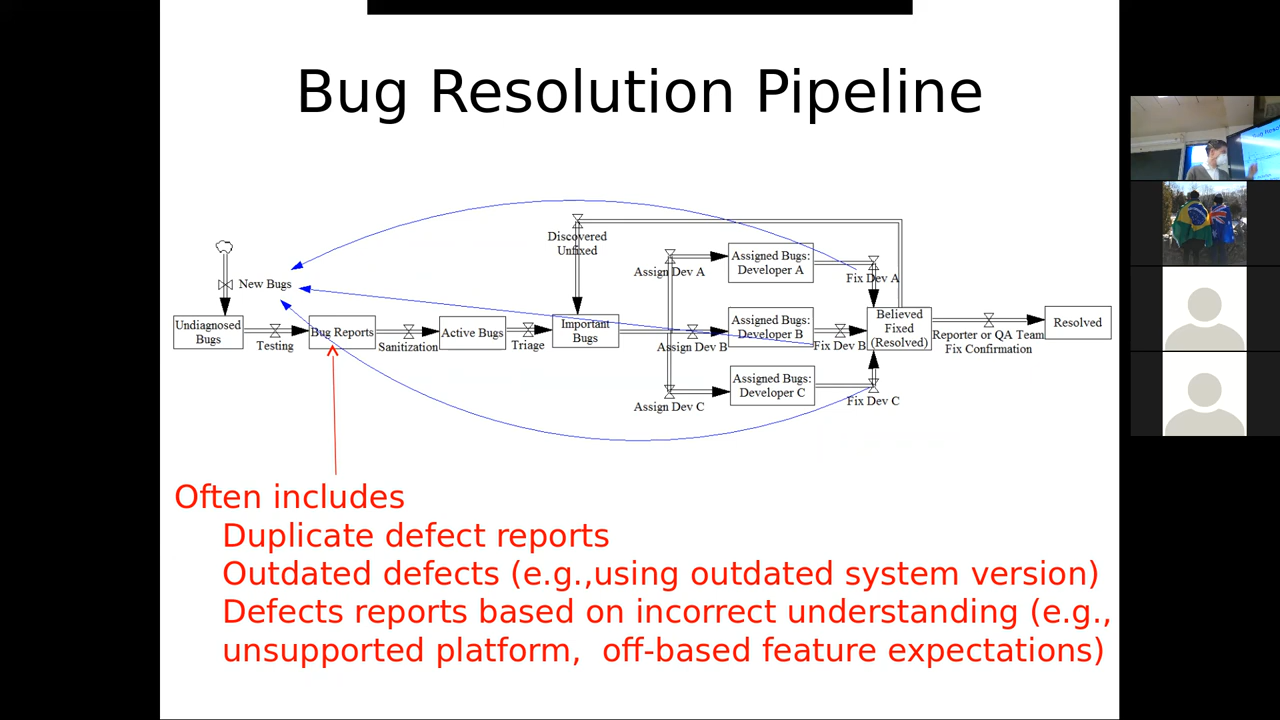 Bug Resolution Pipeline
Discovered
Unfixed
New Bugs
Assign Dev A
Assigned Bugs:
Developer A
Fix Dev A
Undiagnosed
Bugs
Testing
Bug Reports
Sanitization
Active Bugs
Triage
Important
Bugs
Assign Dev B
Assigned Bugs:
Developer B
Fix Dev B
Believed
Fixed
(Resolved)
Reporter or QA Team
Fix Confirmation
Resolved
Assign Dev C
Assigned Bugs:
Developer C
Fix Dev C
Often includes
Duplicate defect reports
Outdated defects (e.g.,using outdated system version)
Defects reports based on incorrect understanding (e.g.,
unsupported platform,  off-based feature expectations)